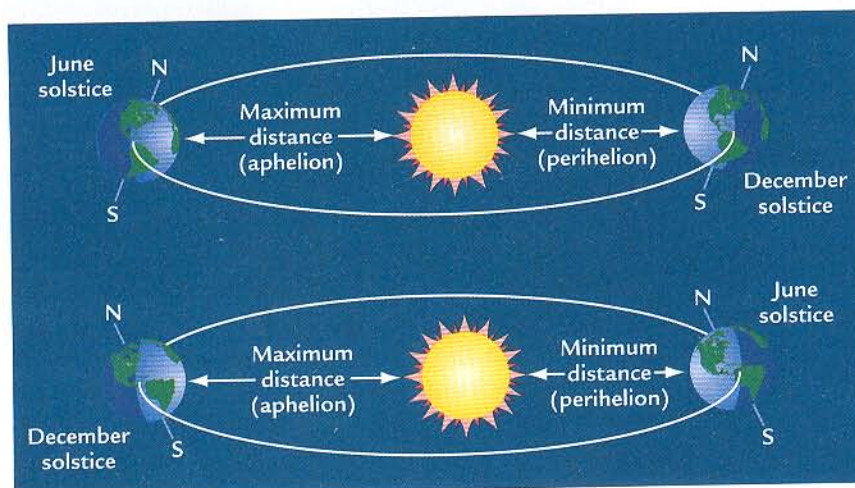 June
solstice
N
S
Maximum
distance
(aphelion)
Minimum
distance
(perihelion)
N
S
December
solstice
N
S
December
solstice
Maximum
distance
(aphelion)
Minimum
distance
(perihelion)
N
S
June
solstice